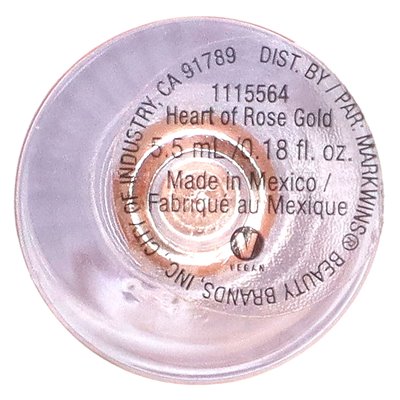 DIST. BY / PAR: MARKWINS® BEAUTY BRANDS, INC. CITY OF INDUSTRY, CA 91789
1115564
Heart of Rose Gold
5.5 mL /0.18 fl. oz.
Made in Mexico /
Fabriqué au Mexique
V
VEGAN